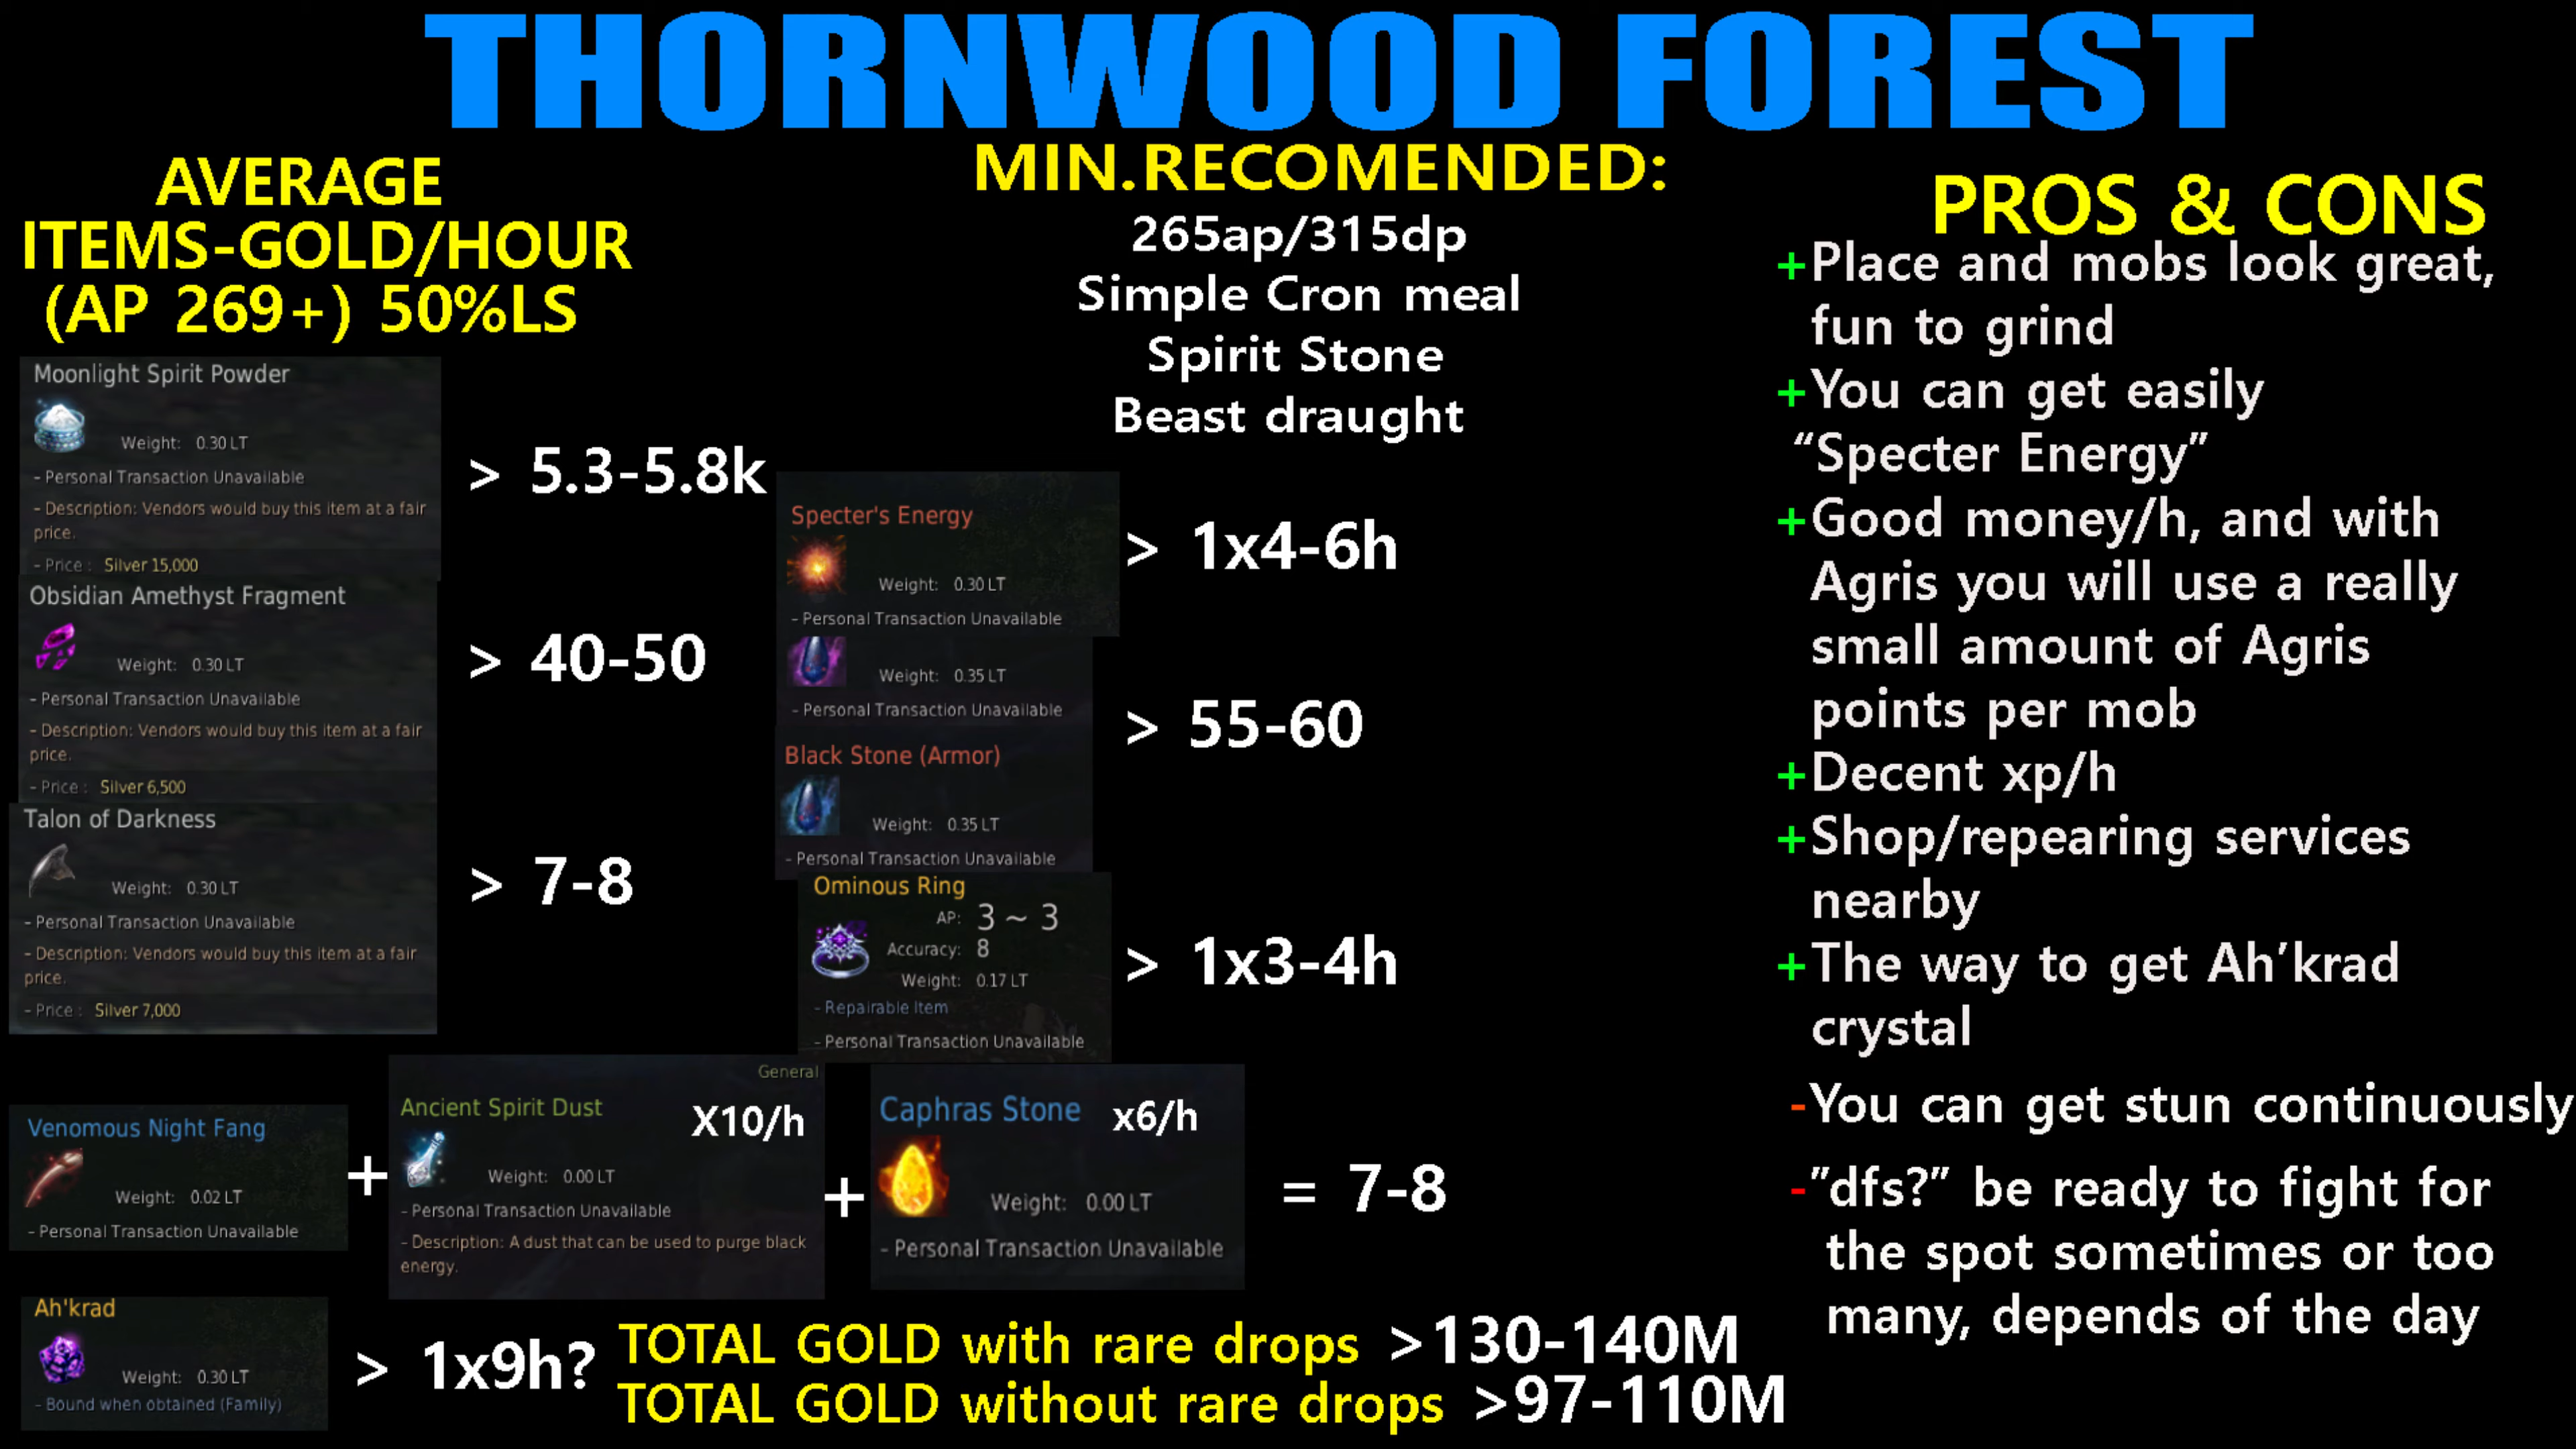 THORNWOOD FOREST
AVERAGE
ITEMS-GOLD/HOUR
(AP 269+) 50%LS
Moonlight Spirit Powder
Weight: 0.30 LT
- Personal Transaction Unavailable
- Description: Vendors would buy this item at a fair
price.
- Price : Silver 15,000
> 5.3-5.8k
Obsidian Amethyst Fragment
Weight: 0.30 LT
- Personal Transaction Unavailable
- Description: Vendors would buy this item at a fair
price.
- Price : Silver 6,500
> 40-50
Talon of Darkness
Weight: 0.30 LT
- Personal Transaction Unavailable
- Description: Vendors would buy this item at a fair
price.
- Price : Silver 7,000
> 7-8
MIN.RECOMENDED:
265ap/315dp
Simple Cron meal
Spirit Stone
Beast draught
Specter's Energy
Weight: 0.30 LT
- Personal Transaction Unavailable
> 1x4-6h
Weight: 0.35 LT
- Personal Transaction Unavailable
Black Stone (Armor)
Weight: 0.35 LT
- Personal Transaction Unavailable
> 55-60
Ominous Ring
AP: 3 ~ 3
Accuracy: 8
Weight: 0.17 LT
- Repairable Item
- Personal Transaction Unavailable
> 1x3-4h
Venomous Night Fang
Weight: 0.02 LT
- Personal Transaction Unavailable
+
General
Ancient Spirit Dust X10/h
Weight: 0.00 LT
- Personal Transaction Unavailable
- Description: A dust that can be used to purge black
energy.
+
Caphras Stone x6/h
Weight: 0.00 LT
- Personal Transaction Unavailable
= 7-8
Ah'krad
Weight: 0.30 LT
- Bound when obtained (Family)
> 1x9h?
TOTAL GOLD with rare drops >130-140M
TOTAL GOLD without rare drops >97-110M
PROS & CONS
+Place and mobs look great,
fun to grind
+You can get easily
“Specter Energy”
+Good money/h, and with
Agris you will use a really
small amount of Agris
points per mob
+Decent xp/h
+Shop/repearing services
nearby
+The way to get Ah’krad
crystal
-You can get stun continuously
-”dfs?” be ready to fight for
the spot sometimes or too
many, depends of the day